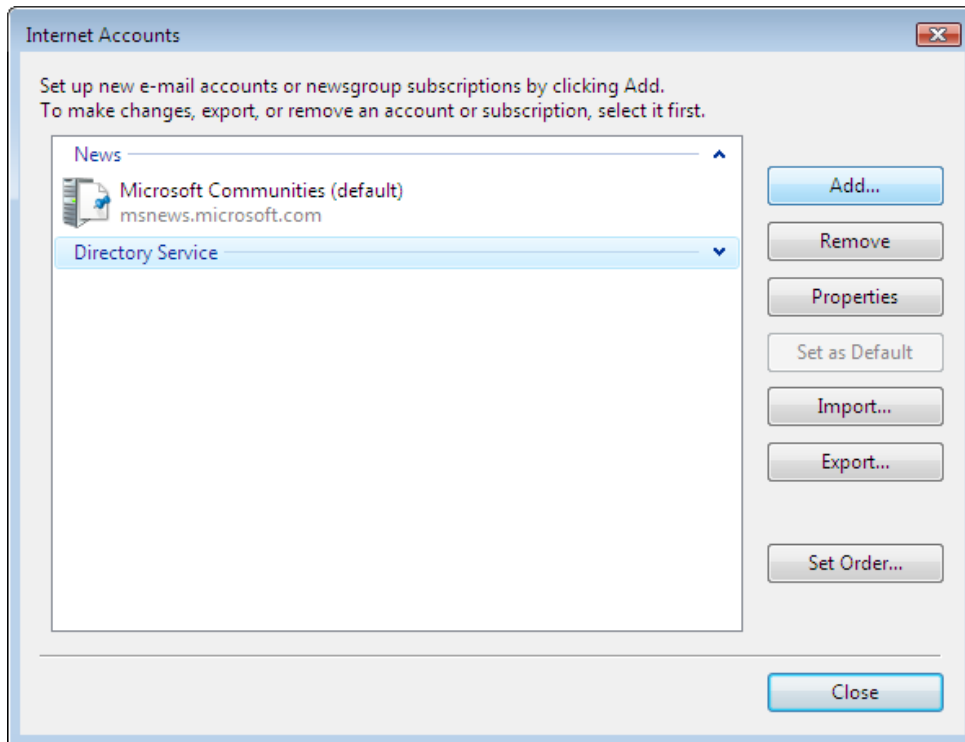 Internet Accounts
Set up new e-mail accounts or newsgroup subscriptions by clicking Add.
To make changes, export, or remove an account or subscription, select it first.
News
Microsoft Communities (default)
msnews.microsoft.com
Directory Service
Add...
Remove
Properties
Set as Default
Import...
Export...
Set Order...
Close